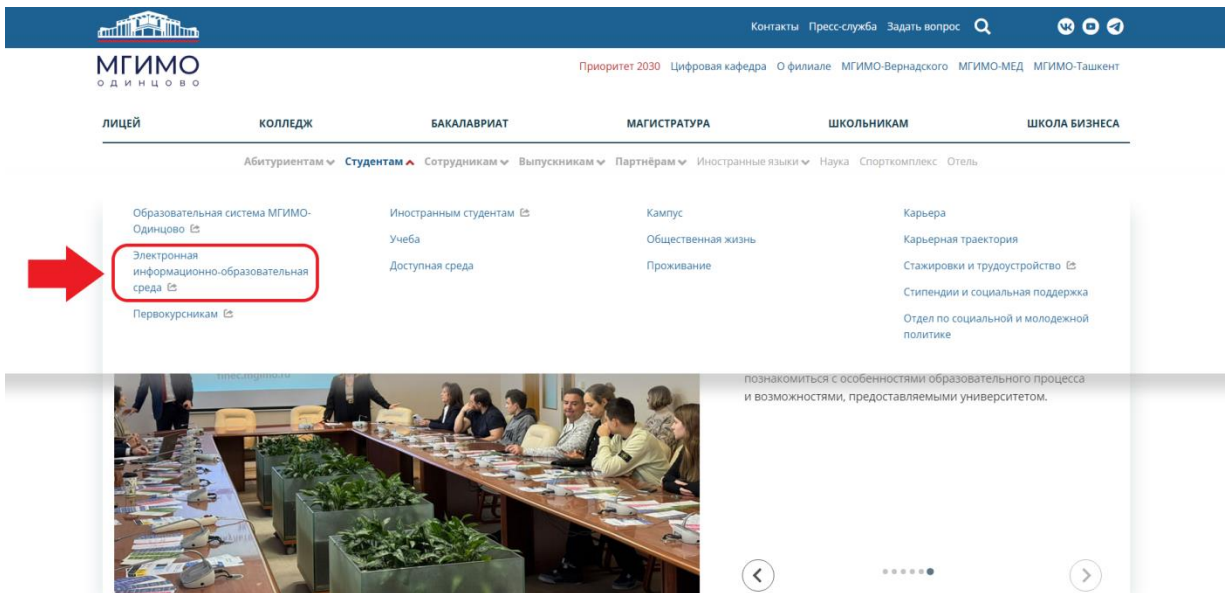 Контакты Пресс-служба Задать вопрос
МГИМО
ОДИНЦОВО
Приоритет 2030 Цифровая кафедра О филиале МГИМО-Вернадского МГИМО-МЕД МГИМО-Ташкент
ЛИЦЕЙ КОЛЛЕДЖ БАКАЛАВРИАТ МАГИСТРАТУРА ШКОЛЬНИКАМ ШКОЛА БИЗНЕСА
Абитуриентам Студентам Сотрудникам Выпускникам Партнёрам Иностранные языки Наука Спорткомплекс Отель
Образовательная система МГИМО-
Одинцово
Электронная
информационно-образовательная
среда
Первокурсникам
Иностранным студентам
Учеба
Доступная среда
Кампус
Общественная жизнь
Проживание
Карьера
Карьерная траектория
Стажировки и трудоустройство
Стипендии и социальная поддержка
Отдел по социальной и молодежной
политике
познакомиться с особенностями образовательного процесса
и возможностями, предоставляемыми университетом.